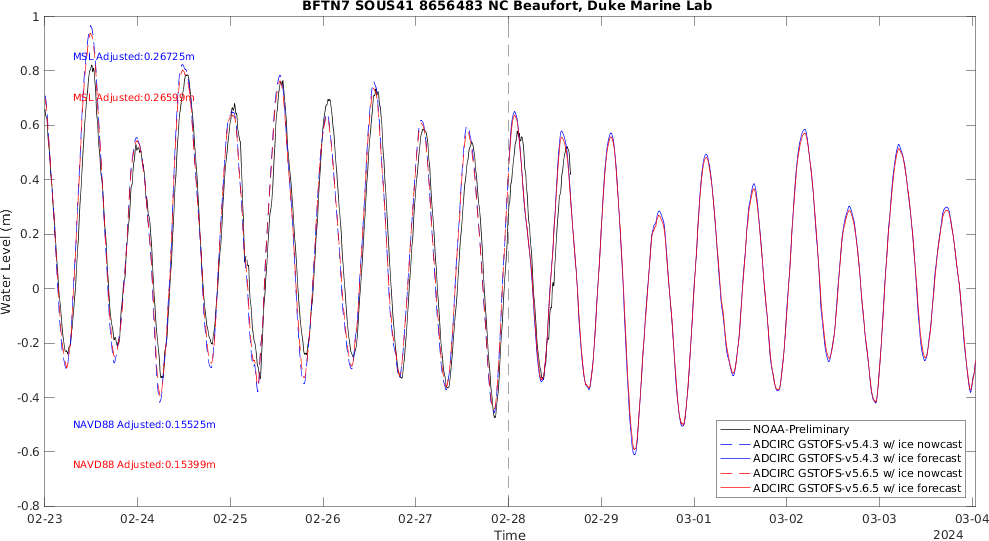 BFTN7 SOUS41 8656483 NC Beaufort, Duke Marine Lab
1
0.8
0.6
0.4
0.2
0
-0.2
-0.4
-0.6
-0.8
Water Level (m)
MSL Adjusted:0.26725m
MSL Adjusted:0.26599m
NAVD88 Adjusted:0.15525m
NAVD88 Adjusted:0.15399m
NOAA-Preliminary
ADCIRC GSTOFS-v5.4.3 w/ ice nowcast
ADCIRC GSTOFS-v5.4.3 w/ ice forecast
ADCIRC GSTOFS-v5.6.5 w/ ice nowcast
ADCIRC GSTOFS-v5.6.5 w/ ice forecast
02-23 02-24 02-25 02-26 02-27 02-28 02-29 03-01 03-02 03-03 03-04
Time
2024